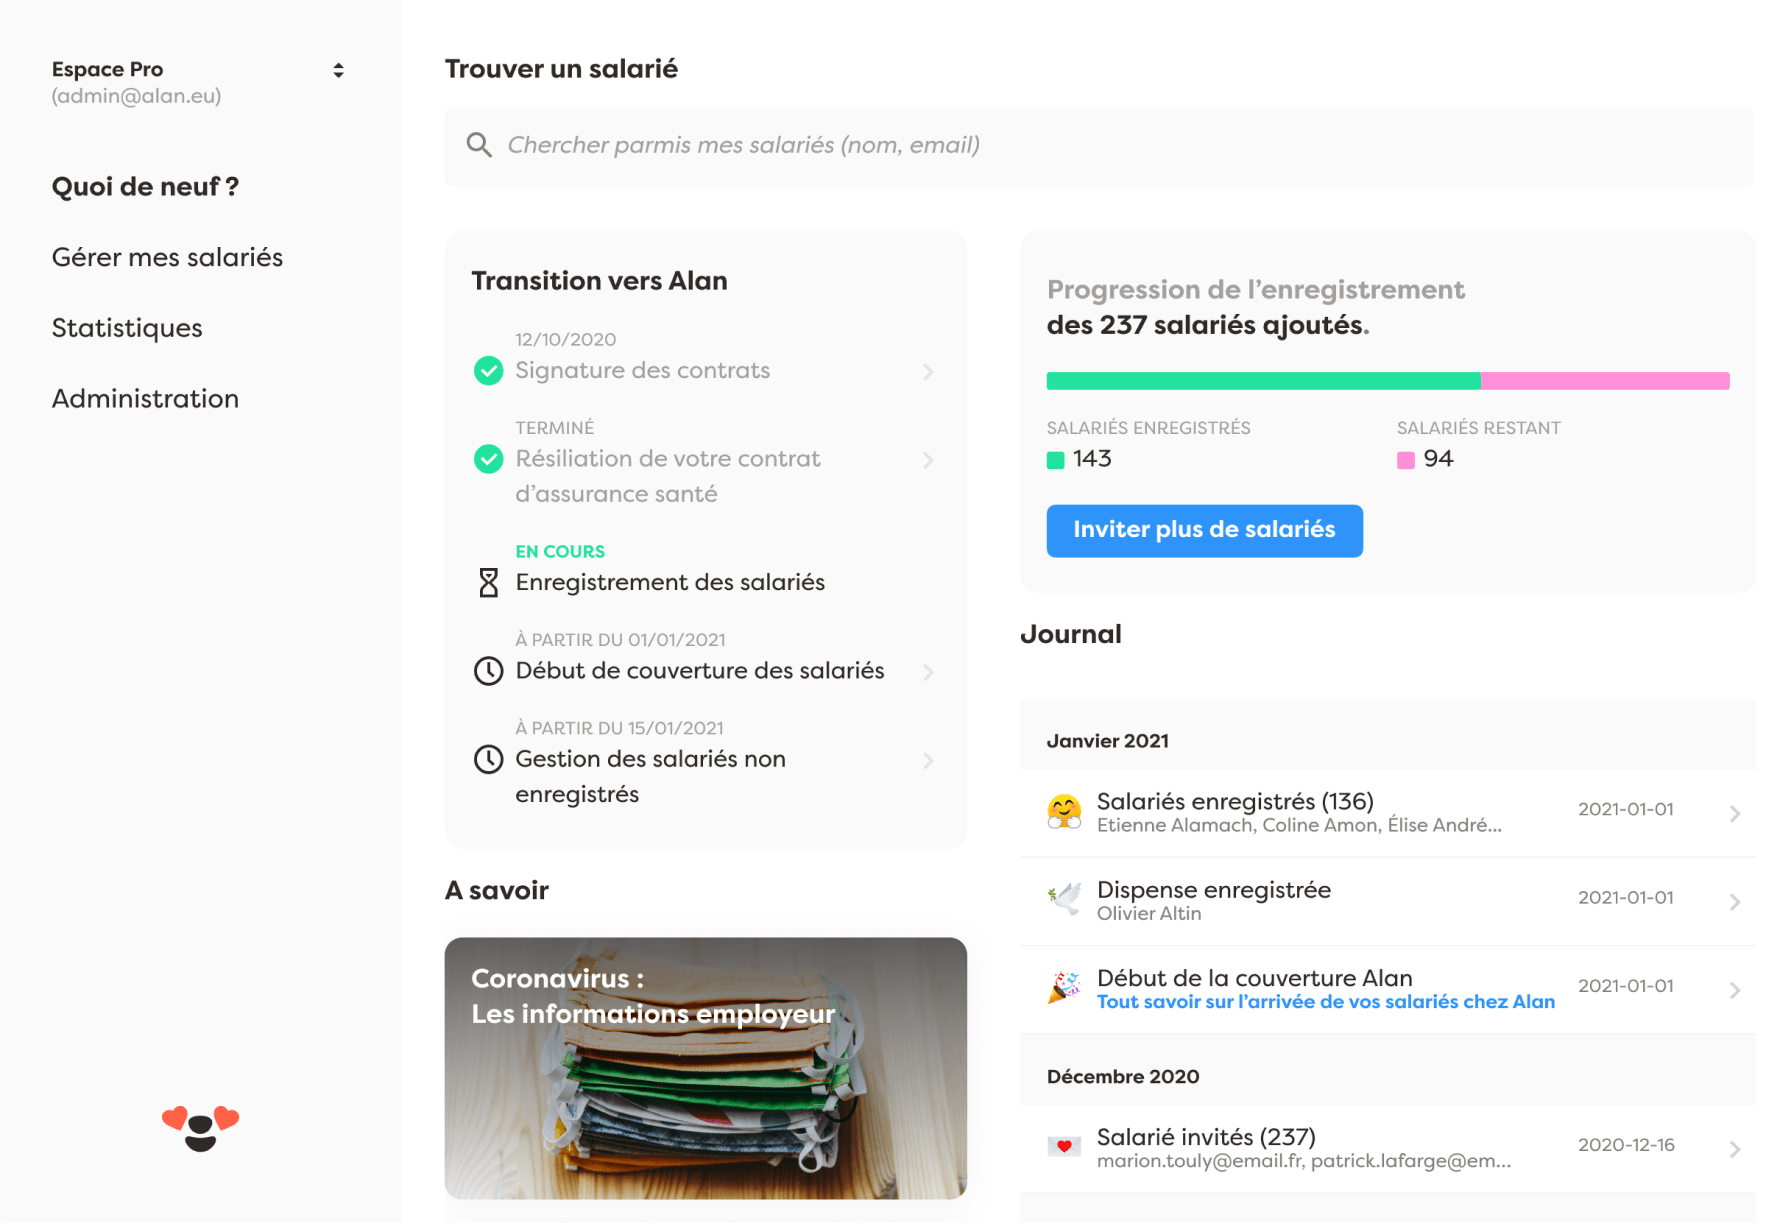 Espace Pro
(admin@alan.eu)
Quoi de neuf ?
Gérer mes salariés
Statistiques
Administration
Trouver un salarié
Chercher parmis mes salariés (nom, email)
Transition vers Alan
12/10/2020
Signature des contrats
TERMINÉ
Résiliation de votre contrat
d’assurance santé
EN COURS
Enregistrement des salariés
À PARTIR DU 01/01/2021
Début de couverture des salariés
À PARTIR DU 15/01/2021
Gestion des salariés non
enregistrés
A savoir
Coronavirus :
Les informations employeur
Progression de l’enregistrement
des 237 salariés ajoutés.
SALARIÉS ENREGISTRÉS
143
SALARIÉS RESTANT
94
Inviter plus de salariés
Journal
Janvier 2021
Salariés enregistrés (136)
Etienne Alamach, Coline Amon, Élise André...
2021-01-01
Dispense enregistrée
Olivier Altin
2021-01-01
Début de la couverture Alan
Tout savoir sur l’arrivée de vos salariés chez Alan
2021-01-01
Décembre 2020
Salarié invités (237)
marion.touly@email.fr, patrick.lafarge@em...
2020-12-16